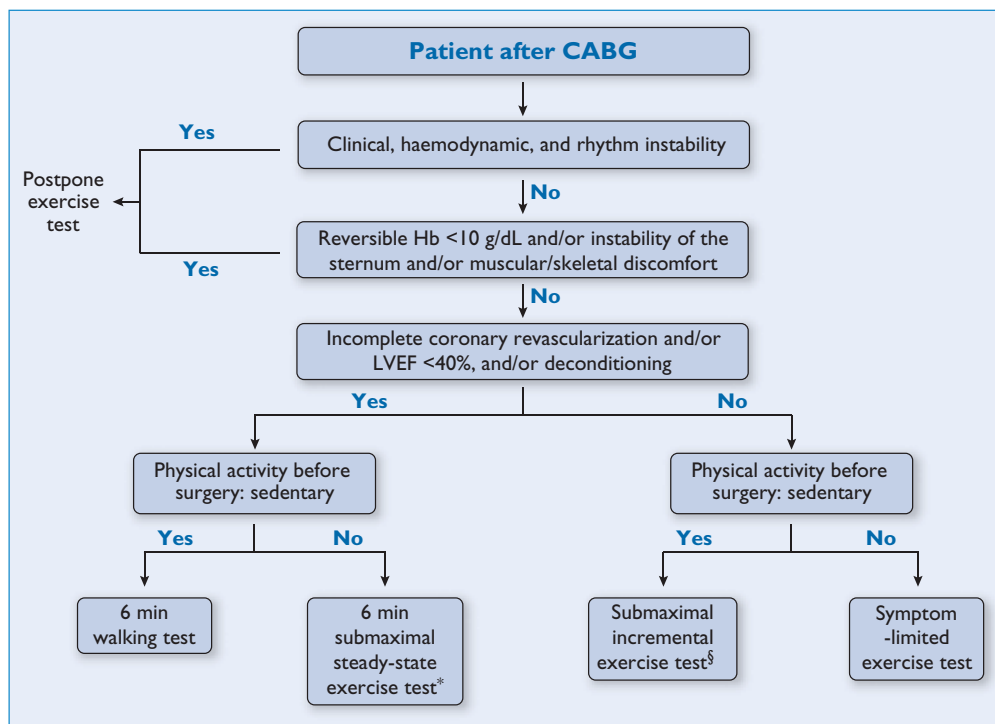 Patient after CABG
Yes
Clinical, haemodynamic, and rhythm instability
Postpone
exercise
test
No
Reversible Hb <10 g/dL and/or instability of the
sternum and/or muscular/skeletal discomfort
Yes
No
Incomplete coronary revascularization and/or
LVEF <40%, and/or deconditioning
Yes
No
Physical activity before
surgery: sedentary
Physical activity before
surgery: sedentary
Yes
No
Yes
No
6 min
walking test
6 min
submaximal
steady-state
exercise test*
Submaximal
incremental
exercise test§
Symptom
-limited
exercise test